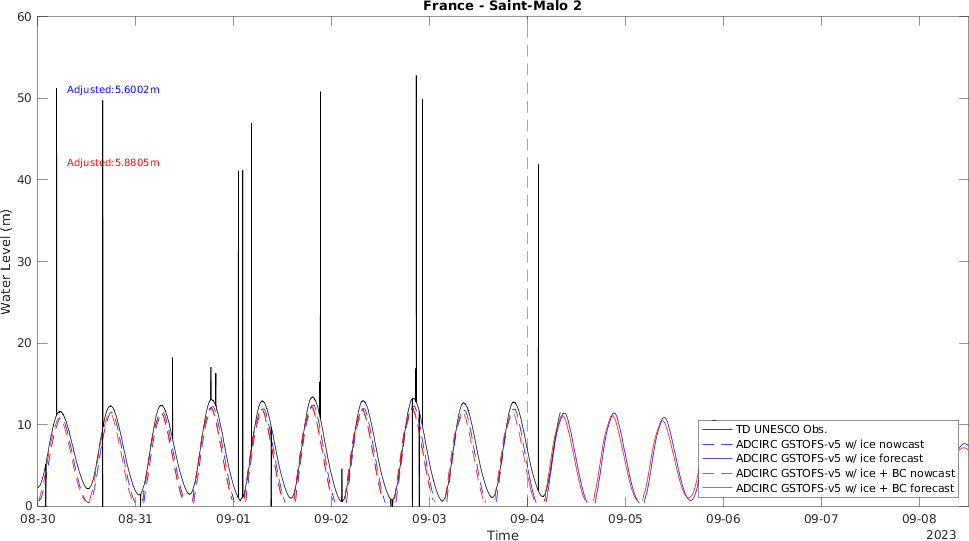 France - Saint-Malo 2
60
50
40
30
20
10
0
Water Level (m)
Adjusted:5.6002m
Adjusted:5.8805m
TD UNESCO Obs.
ADCIRC GSTOFS-v5 w/ ice nowcast
ADCIRC GSTOFS-v5 w/ ice forecast
ADCIRC GSTOFS-v5 w/ ice + BC nowcast
ADCIRC GSTOFS-v5 w/ ice + BC forecast
08-30 08-31 09-01 09-02 09-03 09-04 09-05 09-06 09-07 09-08
Time
2023